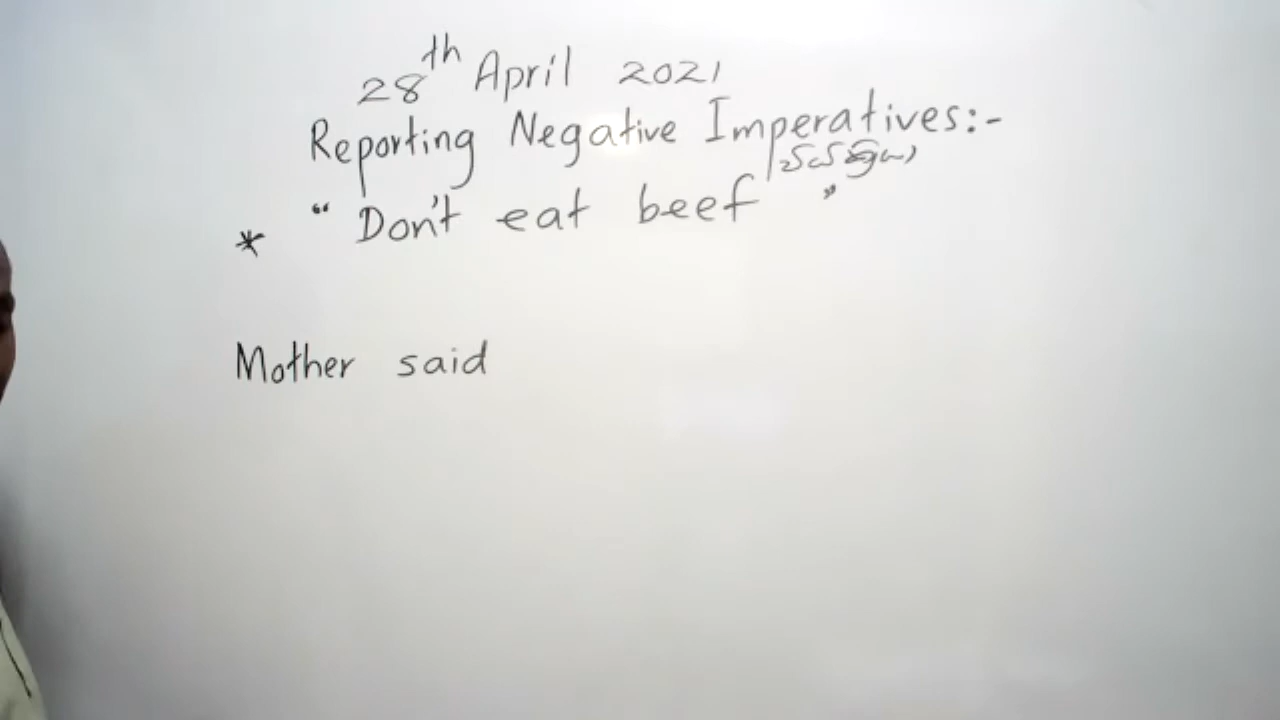 28th April 2021
Reporting Negative Imperatives:-
* "Don't eat beef"
Mother said